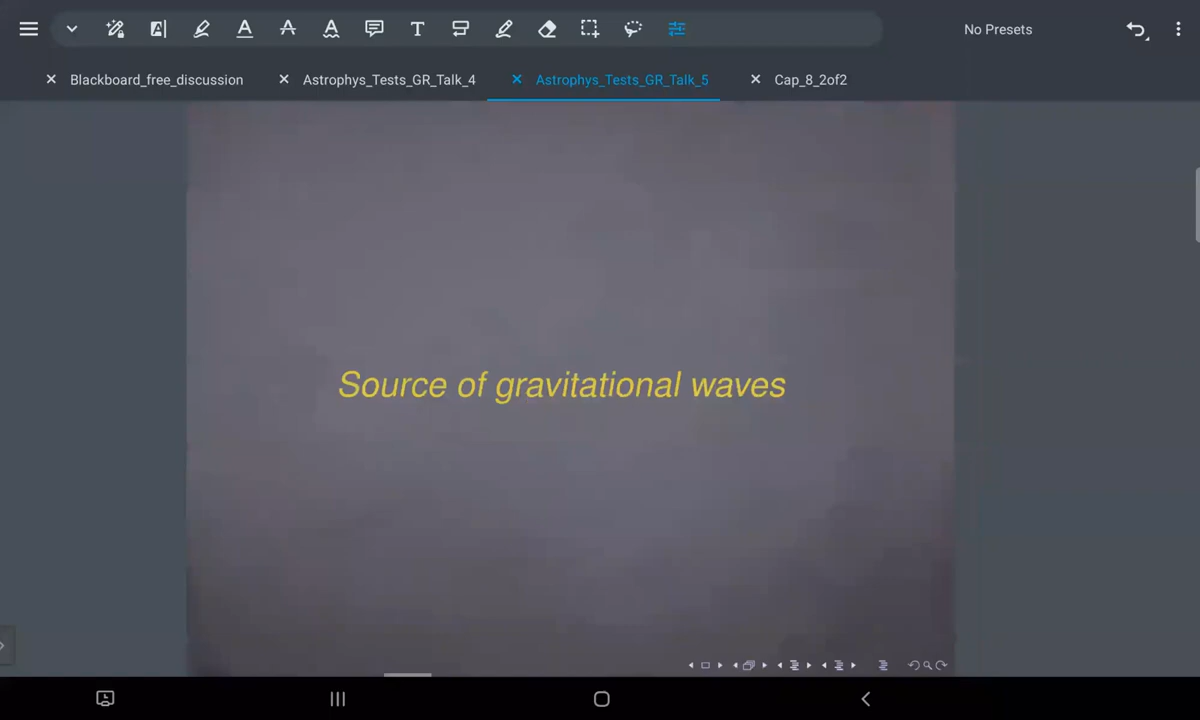 No Presets
Blackboard_free_discussion
Astrophys_Tests_GR_Talk_4
Astrophys_Tests_GR_Talk_5
Cap_8_2of2
Source of gravitational waves